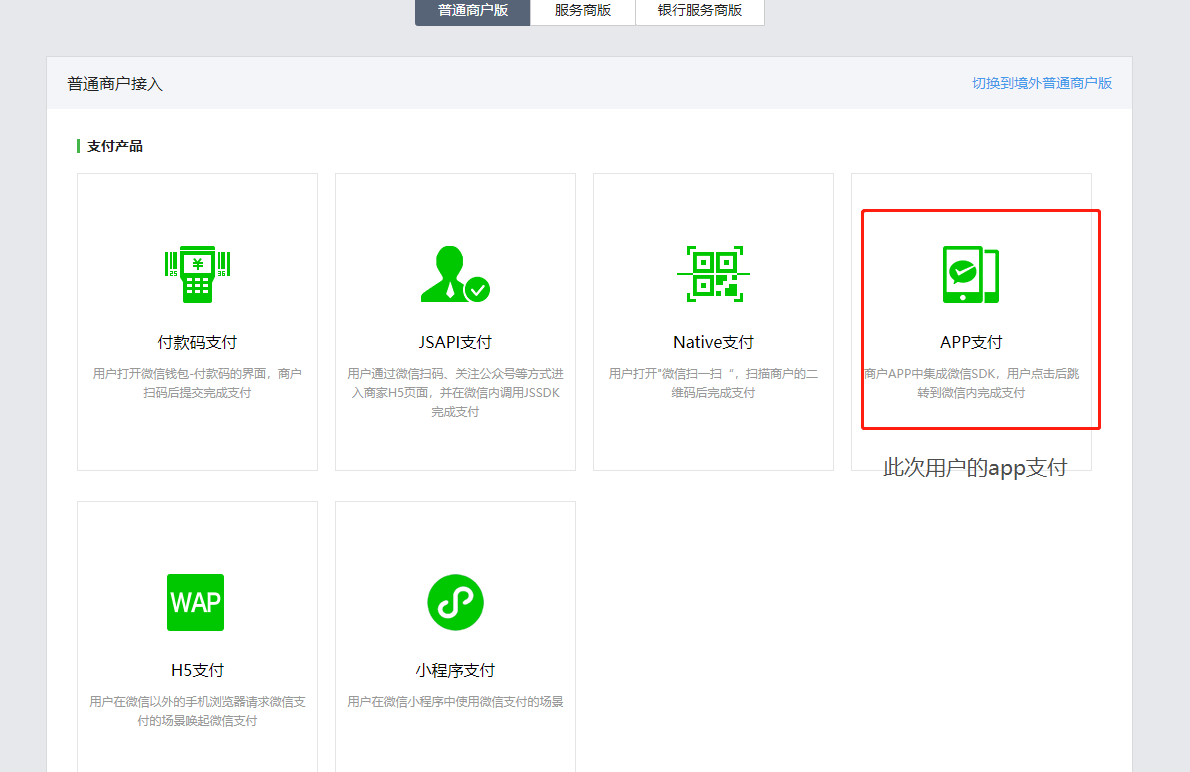 普通商户版 服务商版 银行服务商版
普通商户接入 切换到境外普通商户版
支付产品
¥
25 36
付款码支付
用户打开微信钱包-付款码的界面，商户
扫码后提交完成支付
JSAPI支付
用户通过微信扫码、关注公众号等方式进
入商家H5页面，并在微信内调用JSSDK
完成支付
Native支付
用户打开"微信扫一扫“，扫描商户的二
维码后完成支付
APP支付
商户APP中集成微信SDK，用户点击后跳
转到微信内完成支付
此次用户的app支付
WAP
H5支付
用户在微信以外的手机浏览器请求微信支
付的场景唤起微信支付
小程序支付
用户在微信小程序中使用微信支付的场景